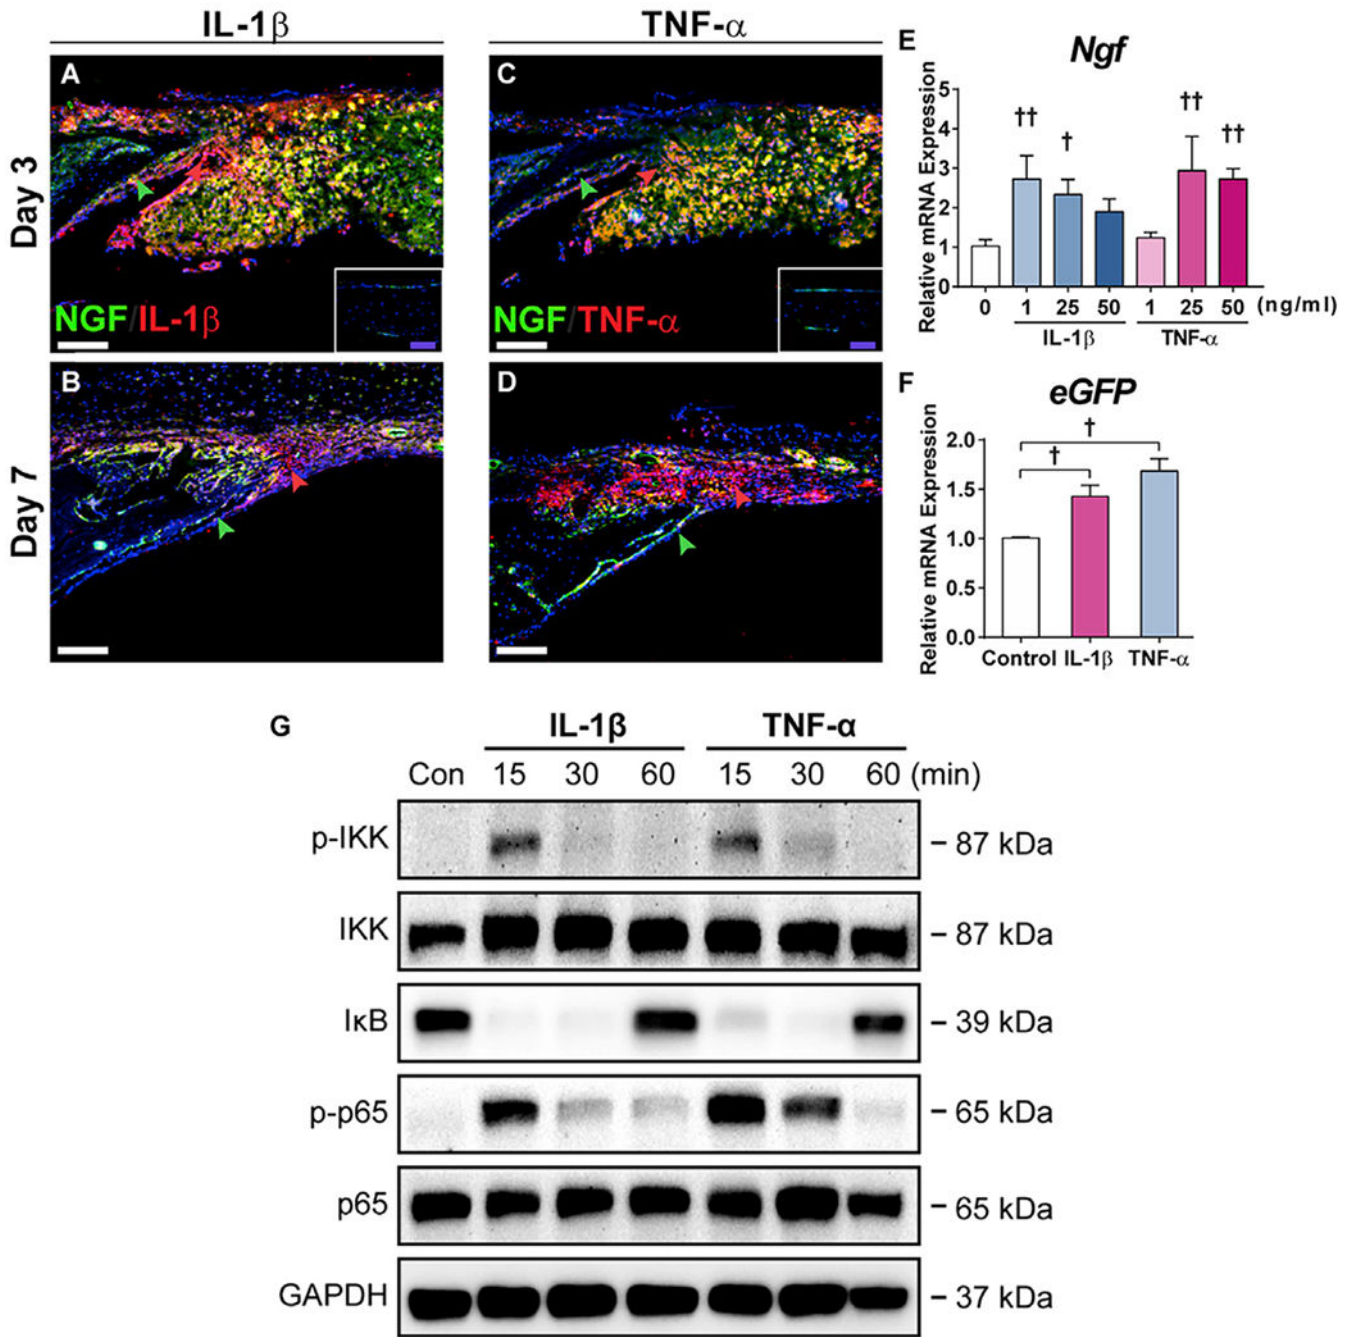 IL-1β
TNF-α
Day 3
A
NGF/IL-1β
C
NGF/TNF-α
Day 7
B
D
E
Ngf
Relative mRNA Expression
5
4
3
2
1
0
†† † †† ††
0 1 25 50 1 25 50 (ng/ml)
IL-1β TNF-α
F
eGFP
Relative mRNA Expression
2.0
1.5
1.0
0.5
0.0
†
†
Control IL-1β TNF-α
G
IL-1β TNF-α
Con 15 30 60 15 30 60 (min)
p-IKK – 87 kDa
IKK – 87 kDa
IκB – 39 kDa
p-p65 – 65 kDa
p65 – 65 kDa
GAPDH – 37 kDa